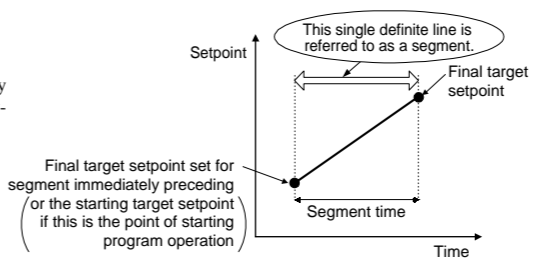 This single definite line is
referred to as a segment.
Setpoint
Final target
setpoint
y
-
Final target setpoint set for
segment immediately preceding
(or the starting target setpoint
if this is the point of starting
program operation)
Segment time
Time